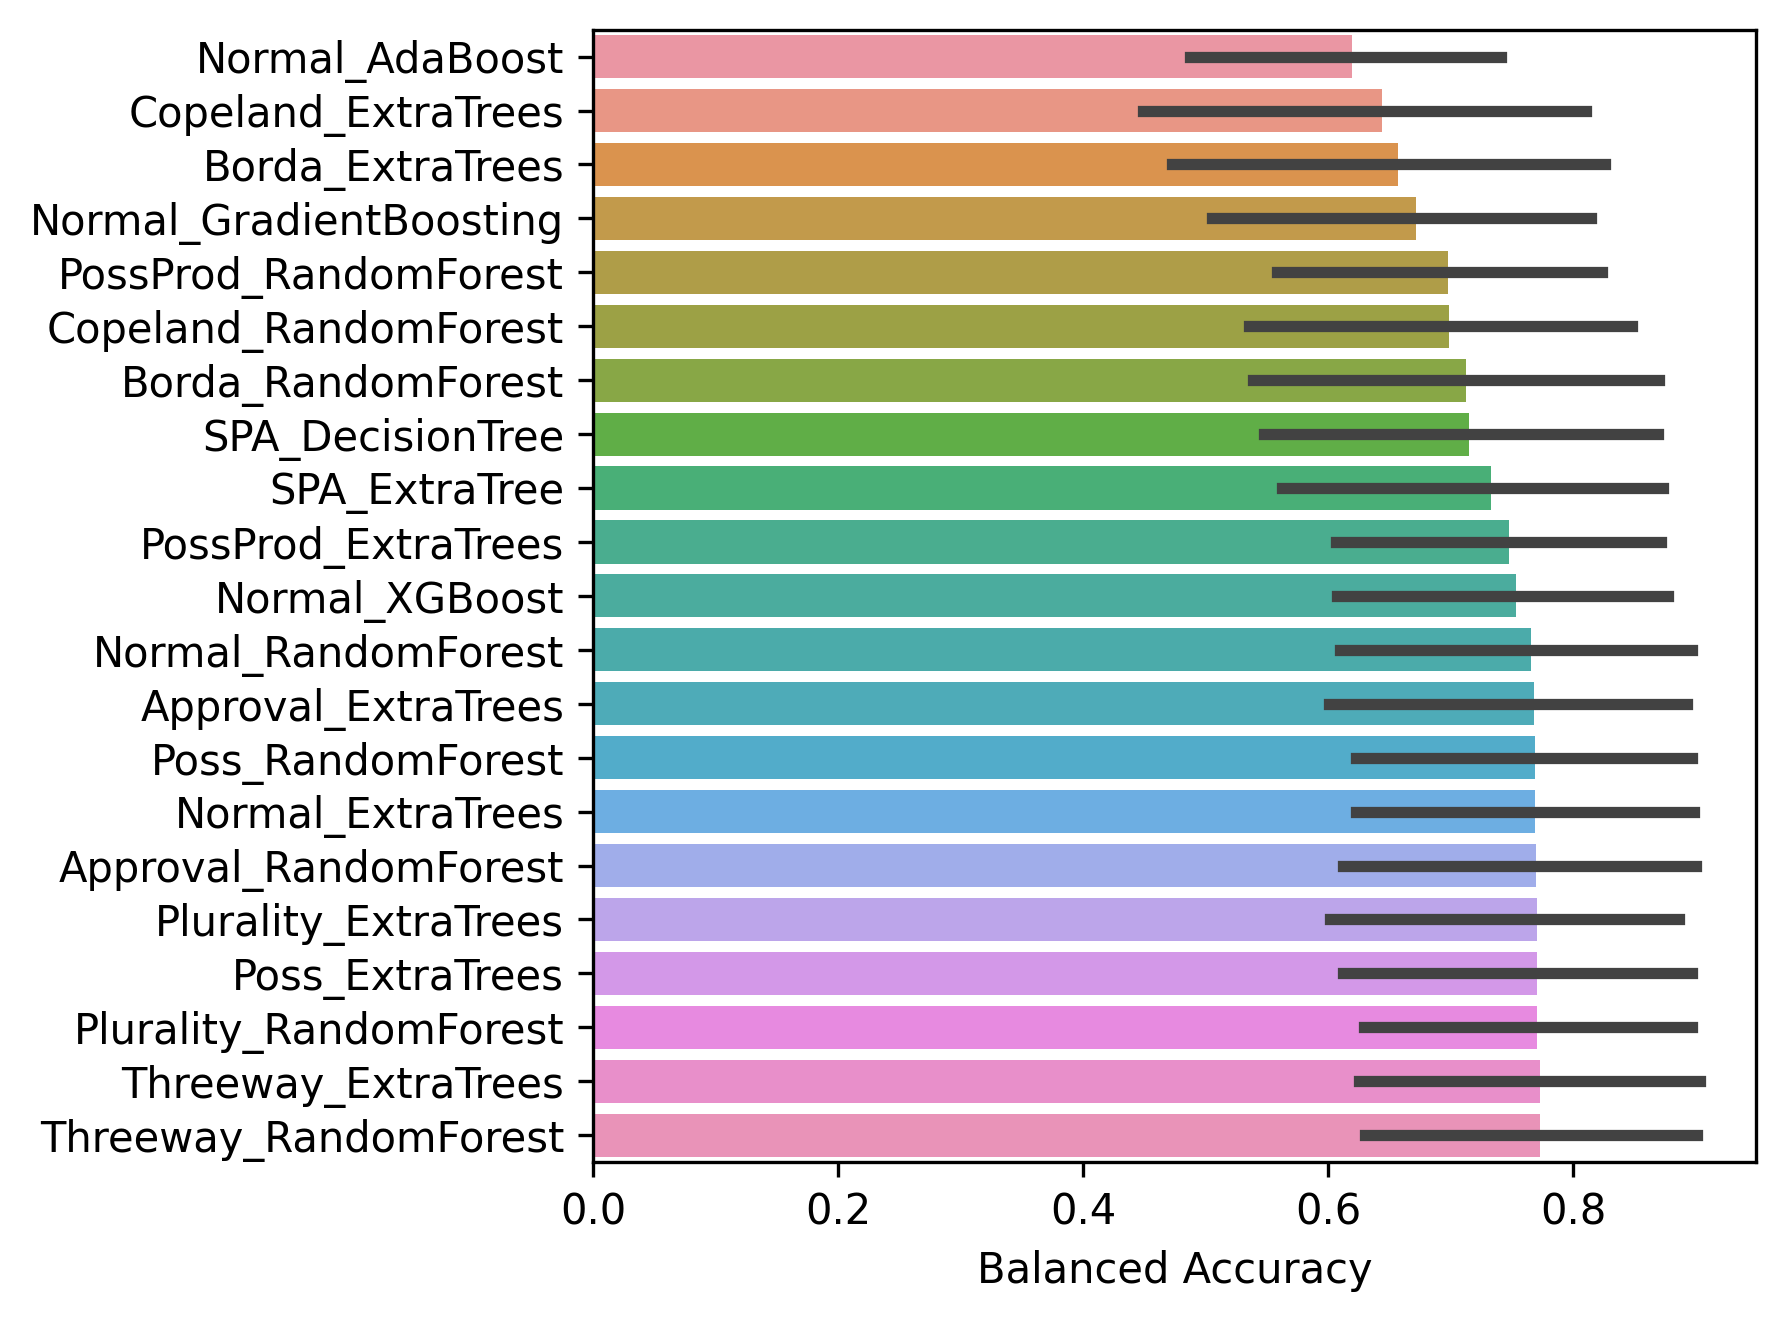 Normal_AdaBoost
Copeland_ExtraTrees
Borda_ExtraTrees
Normal_GradientBoosting
PossProd_RandomForest
Copeland_RandomForest
Borda_RandomForest
SPA_DecisionTree
SPA_ExtraTree
PossProd_ExtraTrees
Normal_XGBoost
Normal_RandomForest
Approval_ExtraTrees
Poss_RandomForest
Normal_ExtraTrees
Approval_RandomForest
Plurality_ExtraTrees
Poss_ExtraTrees
Plurality_RandomForest
Threeway_ExtraTrees
Threeway_RandomForest
0.0 0.2 0.4 0.6 0.8
Balanced Accuracy